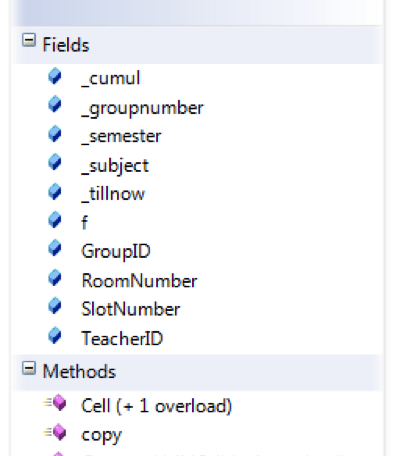 Fields
_cumul
_groupnumber
_semester
_subject
_tillnow
f
GroupID
RoomNumber
SlotNumber
TeacherID
Methods
Cell (+ 1 overload)
copy